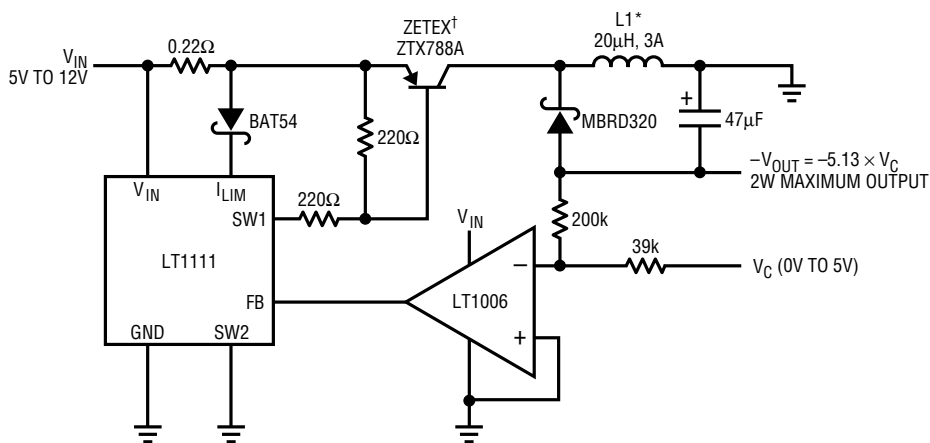 ZETEX†
ZTX788A
L1*
20µH, 3A
VIN
5V TO 12V
0.22Ω
BAT54
220Ω
MBRD320
+
47µF
–VOUT = –5.13 × VC
2W MAXIMUM OUTPUT
VIN
ILIM
SW1
220Ω
VIN
200k
39k
VC (0V TO 5V)
LT1111
FB
LT1006
–
+
GND
SW2